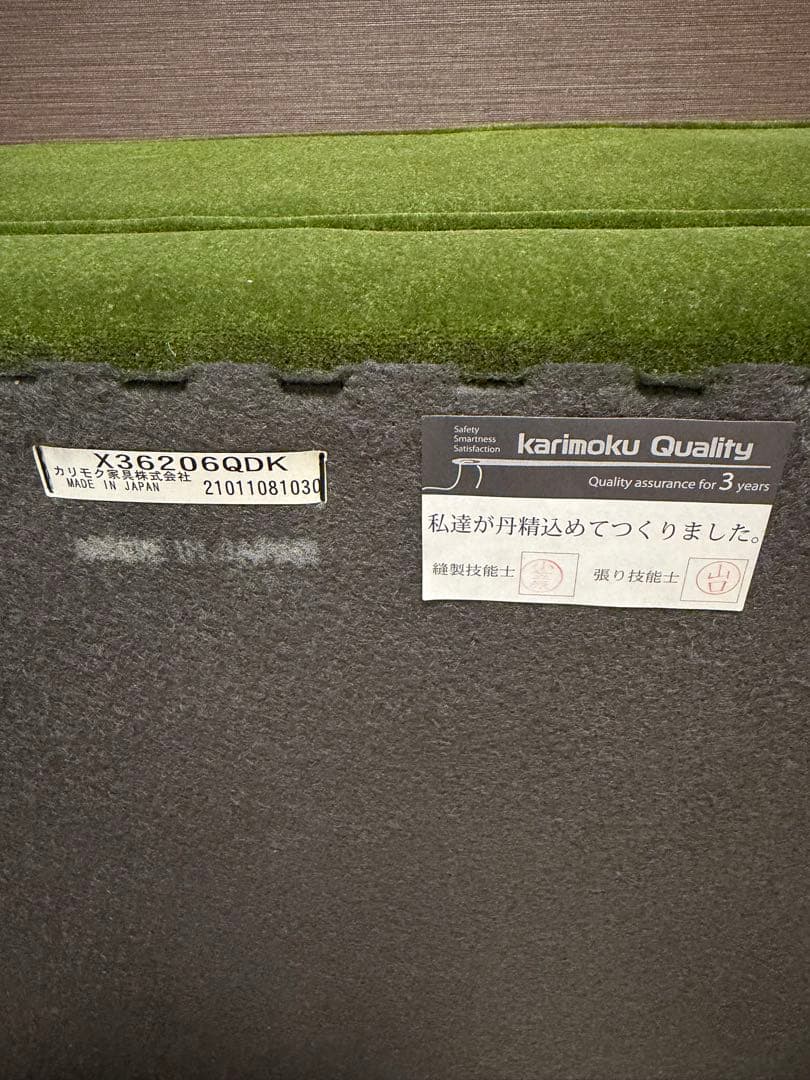 X36206QDK
カリモク家具株式会社
MADE IN JAPAN 21011081030
Safety
Smartness
Satisfaction
karimoku Quality
Quality assurance for 3 years
私達が丹精込めてつくりました。
縫製技能士
張り技能士 山口